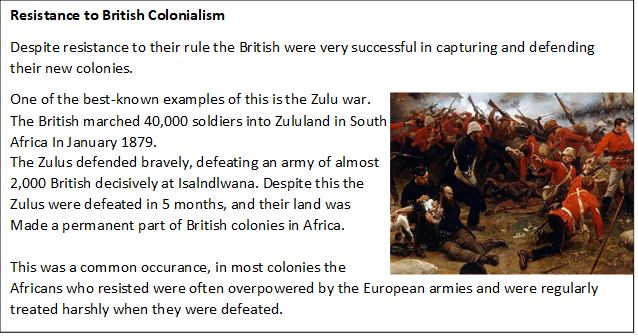 Resistance to British Colonialism
Despite resistance to their rule the British were very successful in capturing and defending
their new colonies.
One of the best-known examples of this is the Zulu war.
The British marched 40,000 soldiers into Zululand in South
Africa In January 1879.
The Zulus defended bravely, defeating an army of almost
2,000 British decisively at Isalndlwana. Despite this the
Zulus were defeated in 5 months, and their land was
Made a permanent part of British colonies in Africa.
This was a common occurance, in most colonies the
Africans who resisted were often overpowered by the European armies and were regularly
treated harshly when they were defeated.